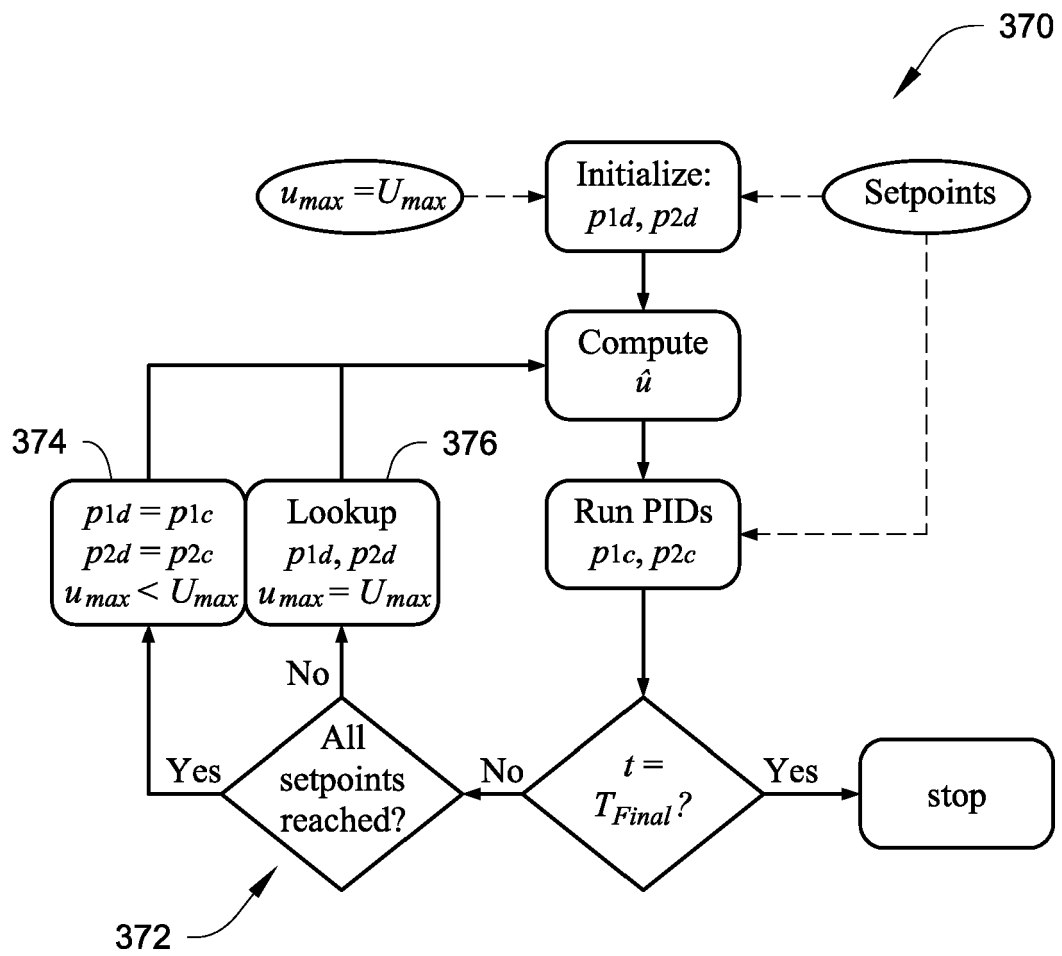 370
u_max = U_max
Initialize:
p1d, p2d
Setpoints
Compute
û
374
376
p1d = p1c
p2d = p2c
u_max < U_max
Lookup
p1d, p2d
u_max = U_max
Run PIDs
p1c, p2c
No
Yes
All
setpoints
reached?
No
t =
T_Final?
Yes
stop
372